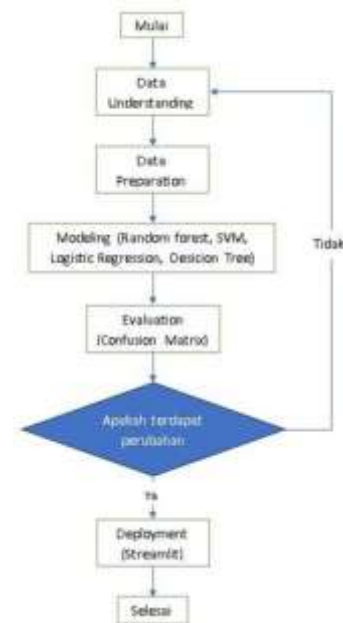 Mulai
Data
Understanding
Data
Preparation
Modeling (Random forest, SVM,
Logistic Regression, Desicion Tree)
Tidak
Evaluation
(Confusion Matrix)
Apakah terdapat
perubahan
Ya
Deployment
(Streamlit)
Selesai